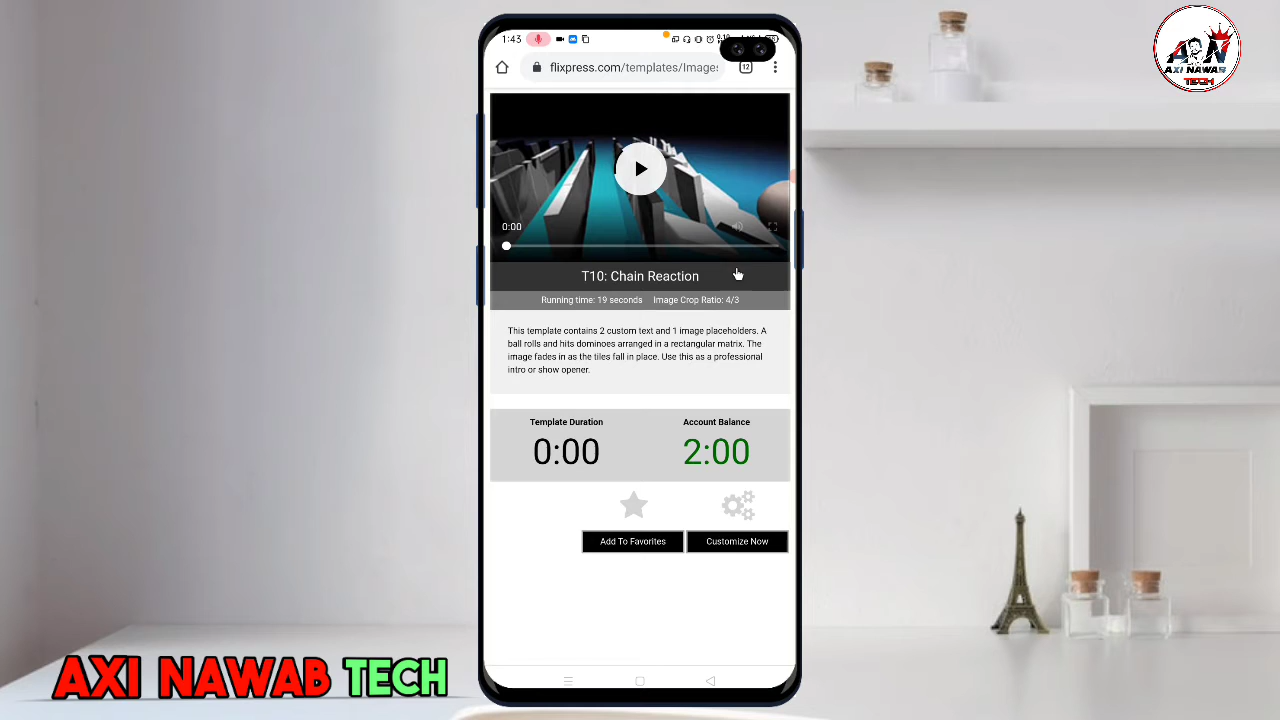 1:43
flixpress.com/templates/Image
12
AXI NAWAB
TECH
0:00
T10: Chain Reaction
Running time: 19 seconds Image Crop Ratio: 4/3
This template contains 2 custom text and 1 image placeholders. A
ball rolls and hits dominoes arranged in a rectangular matrix. The
image fades in as the tiles fall in place. Use this as a professional
intro or show opener.
Template Duration Account Balance
0:00 2:00
Add To Favorites Customize Now
AXI NAWAB TECH